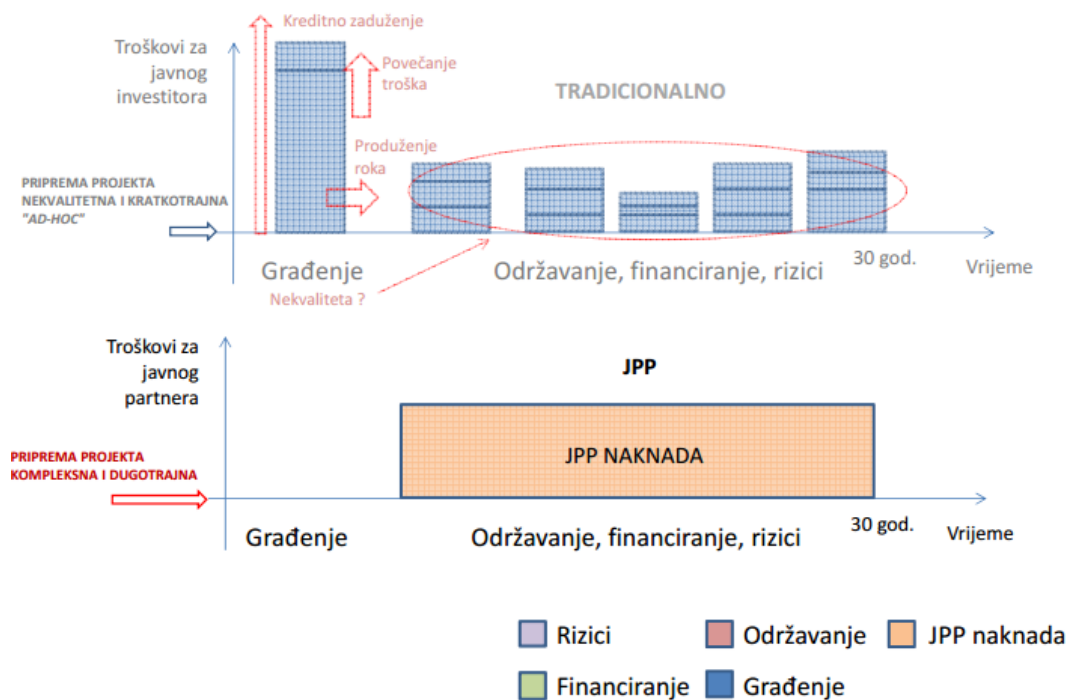 Kreditno zaduženje
Troškovi za
javnog
investitora
Povečanje
troška
TRADICIONALNO
Produženje
roka
PRIPREMA PROJEKTA
NEKVALITETNA I KRATKOTRAJNA
"AD-HOC"
Građenje
Održavanje, financiranje, rizici
30 god.
Vrijeme
Nekvaliteta ?
Troškovi za
javnog
partnera
JPP
JPP NAKNADA
PRIPREMA PROJEKTA
KOMPLEKSNA I DUGOTRAJNA
Građenje
Održavanje, financiranje, rizici
30 god.
Vrijeme
Rizici
Održavanje
JPP naknada
Financiranje
Građenje